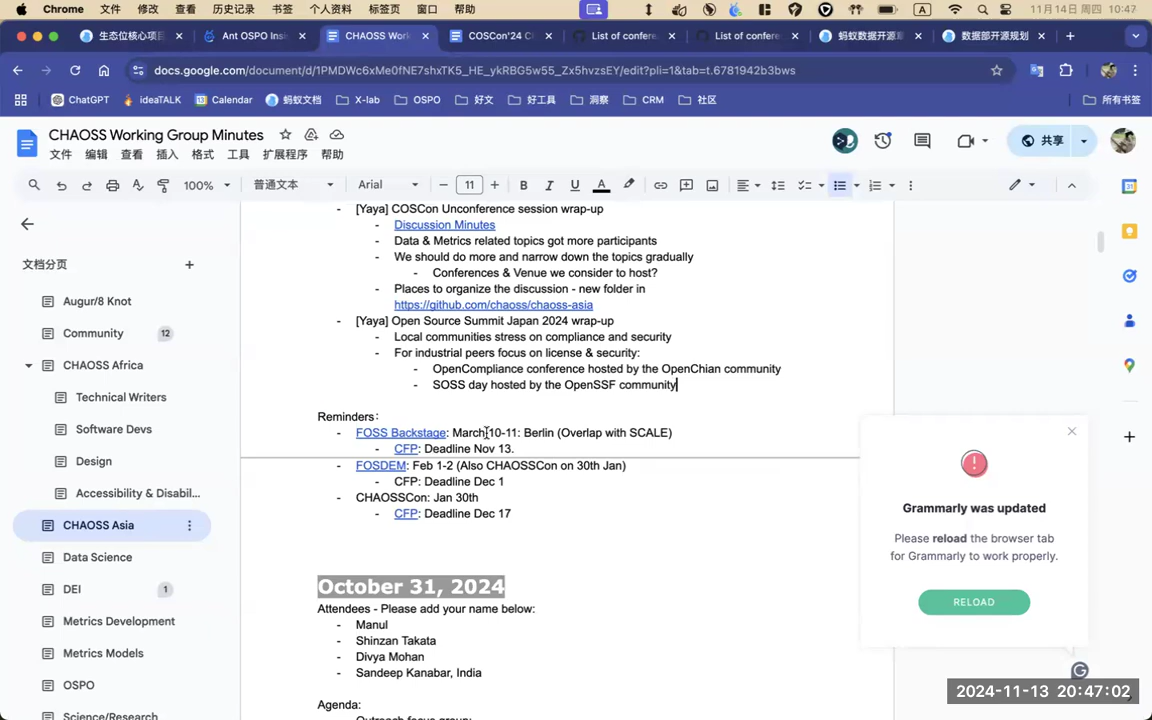 Chrome 文件 修改 查看 历史记录 书签 个人资料 标签页 窗口 帮助 A 11月14日 周四 10:47
生态位核心项目 Ant OSPO Insi CHAOSS Work COSCon'24 C List of confere List of confere 蚂蚁数据开源 数据部开源规划
docs.google.com/document/d/1PMDWc6xMe0fNE7shxTK5_HE_ykRBG5w55_Zx5hvzsEY/edit?pli=1&tab=t.6781942b3bws
ChatGPT ideaTALK Calendar 蚂蚁文档 X-lab OSPO 好文 好工具 洞察 CRM 社区 所有书签
CHAOSS Working Group Minutes
文件 编辑 查看 插入 格式 工具 扩展程序 帮助
共享
100% 普通文本 Arial 11 B I U A
文档分页
Augur/8 Knot
Community 12
CHAOSS Africa
Technical Writers
Software Devs
Design
Accessibility & Disabil...
CHAOSS Asia
Data Science
DEI 1
Metrics Development
Metrics Models
OSPO
Science/Research
- [Yaya] COSCon Unconference session wrap-up
- Discussion Minutes
- Data & Metrics related topics got more participants
- We should do more and narrow down the topics gradually
- Conferences & Venue we consider to host?
- Places to organize the discussion - new folder in
https://github.com/chaoss/chaoss-asia
- [Yaya] Open Source Summit Japan 2024 wrap-up
- Local communities stress on compliance and security
- For industrial peers focus on license & security:
- OpenCompliance conference hosted by the OpenChian community
- SOSS day hosted by the OpenSSF community
Reminders：
- FOSS Backstage: March 10-11: Berlin (Overlap with SCALE)
- CFP: Deadline Nov 13.
- FOSDEM: Feb 1-2 (Also CHAOSSCon on 30th Jan)
- CFP: Deadline Dec 1
- CHAOSSCon: Jan 30th
- CFP: Deadline Dec 17
October 31, 2024
Attendees - Please add your name below:
- Manul
- Shinzan Takata
- Divya Mohan
- Sandeep Kanabar, India
Agenda:
Outreach focus group:
Grammarly was updated
Please reload the browser tab
for Grammarly to work properly.
RELOAD
2024-11-13 20:47:02